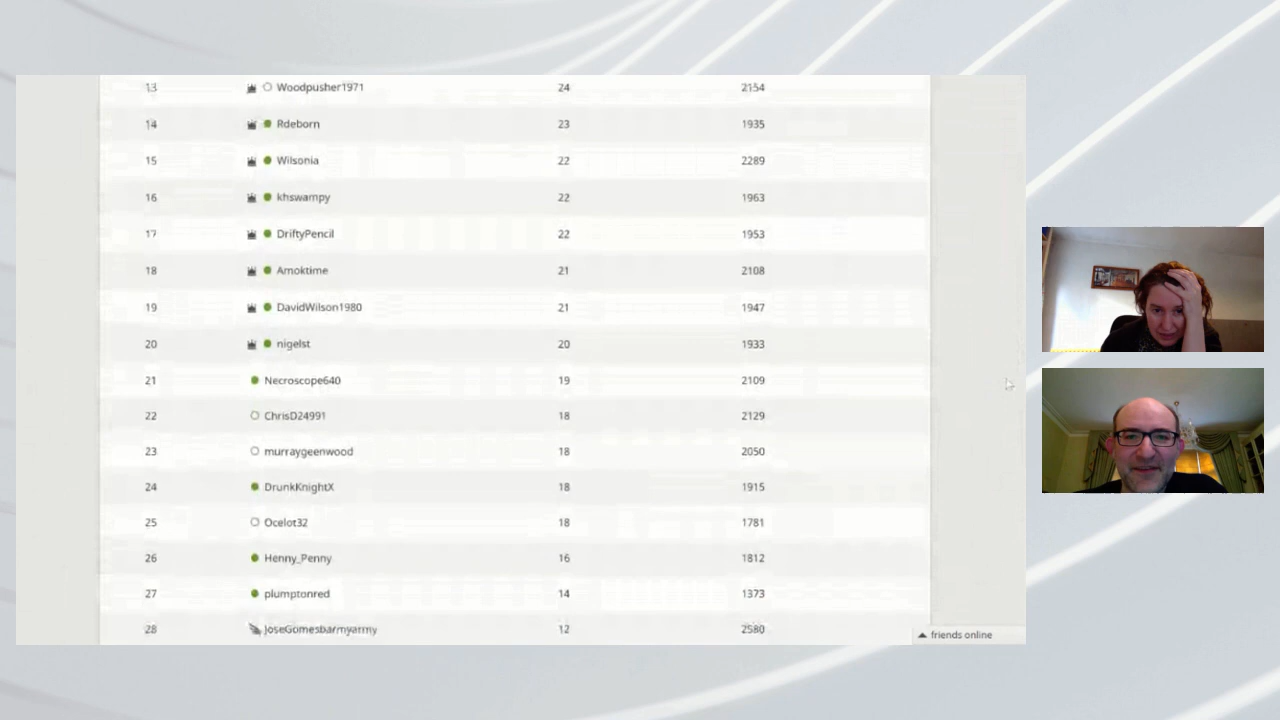 13 Woodpusher1971 24 2154
14 Rdeborn 23 1935
15 Wilsonia 22 2289
16 khswampy 22 1963
17 DriftyPencil 22 1953
18 Amoktime 21 2108
19 DavidWilson1980 21 1947
20 nigelst 20 1933
21 Necroscope640 19 2109
22 ChrisD24991 18 2129
23 murraygeenwood 18 2050
24 DrunkKnightX 18 1915
25 Ocelot32 18 1781
26 Henny_Penny 16 1812
27 plumptonred 14 1373
28 JoseGomesbarmyarmy 12 2580
friends online